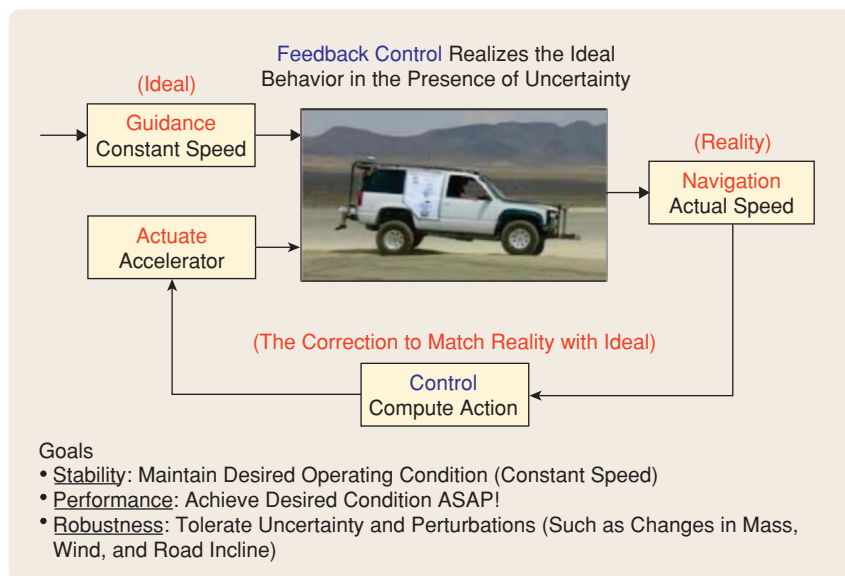 Feedback Control Realizes the Ideal
Behavior in the Presence of Uncertainty
(Ideal)
Guidance
Constant Speed
(Reality)
Navigation
Actual Speed
Actuate
Accelerator
(The Correction to Match Reality with Ideal)
Control
Compute Action
Goals
• Stability: Maintain Desired Operating Condition (Constant Speed)
• Performance: Achieve Desired Condition ASAP!
• Robustness: Tolerate Uncertainty and Perturbations (Such as Changes in Mass,
Wind, and Road Incline)